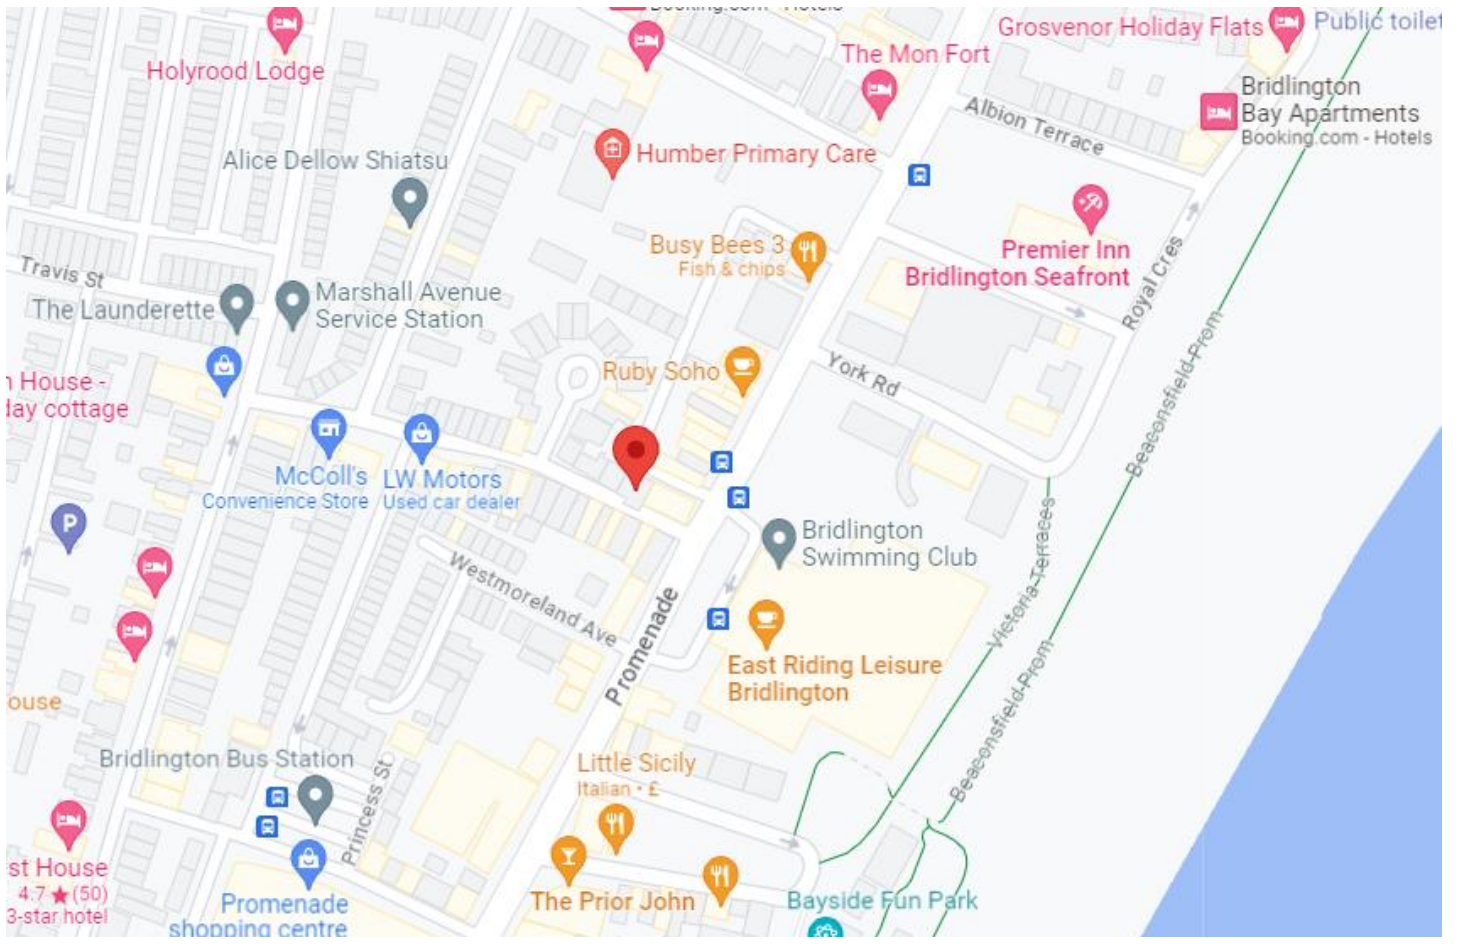 Booking.com - Hotels
Grosvenor Holiday Flats
Public toilet
Holyrood Lodge
The Mon Fort
Bridlington
Bay Apartments
Booking.com - Hotels
Albion Terrace
Alice Dellow Shiatsu
Humber Primary Care
Busy Bees 3
Fish & chips
Premier Inn
Bridlington Seafront
Royal Cres
Travis St
The Launderette
Marshall Avenue
Service Station
Beaconsfield Prom
Ruby Soho
York Rd
House -
day cottage
McColl's
Convenience Store
LW Motors
Used car dealer
P
Bridlington
Swimming Club
Westmoreland Ave
Victoria Terraces
Promenade
East Riding Leisure
Bridlington
Beaconsfield Prom
ouse
Bridlington Bus Station
Little Sicily
Italian • £
Princess St
st House
4.7 ★ (50)
3-star hotel
The Prior John
Bayside Fun Park
Promenade
shopping centre